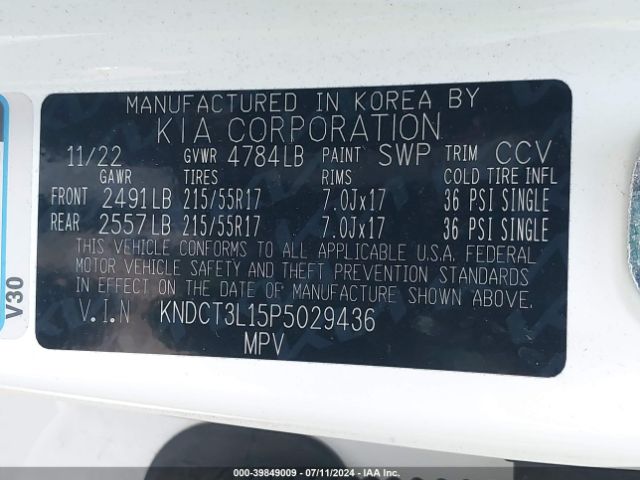 MANUFACTURED IN KOREA BY
KIA CORPORATION
11/22 GVWR 4784LB PAINT SWP TRIM CCV
GAWR TIRES RIMS COLD TIRE INFL
FRONT 2491LB 215/55R17 7.0Jx17 36 PSI SINGLE
REAR 2557LB 215/55R17 7.0Jx17 36 PSI SINGLE
THIS VEHICLE CONFORMS TO ALL APPLICABLE U.S.A. FEDERAL
MOTOR VEHICLE SAFETY AND THEFT PREVENTION STANDARDS
IN EFFECT ON THE DATE OF MANUFACTURE SHOWN ABOVE.
V.I.N KNDCT3L15P5029436
MPV
V30
000-39849009 - 07/11/2024 - IAA Inc.